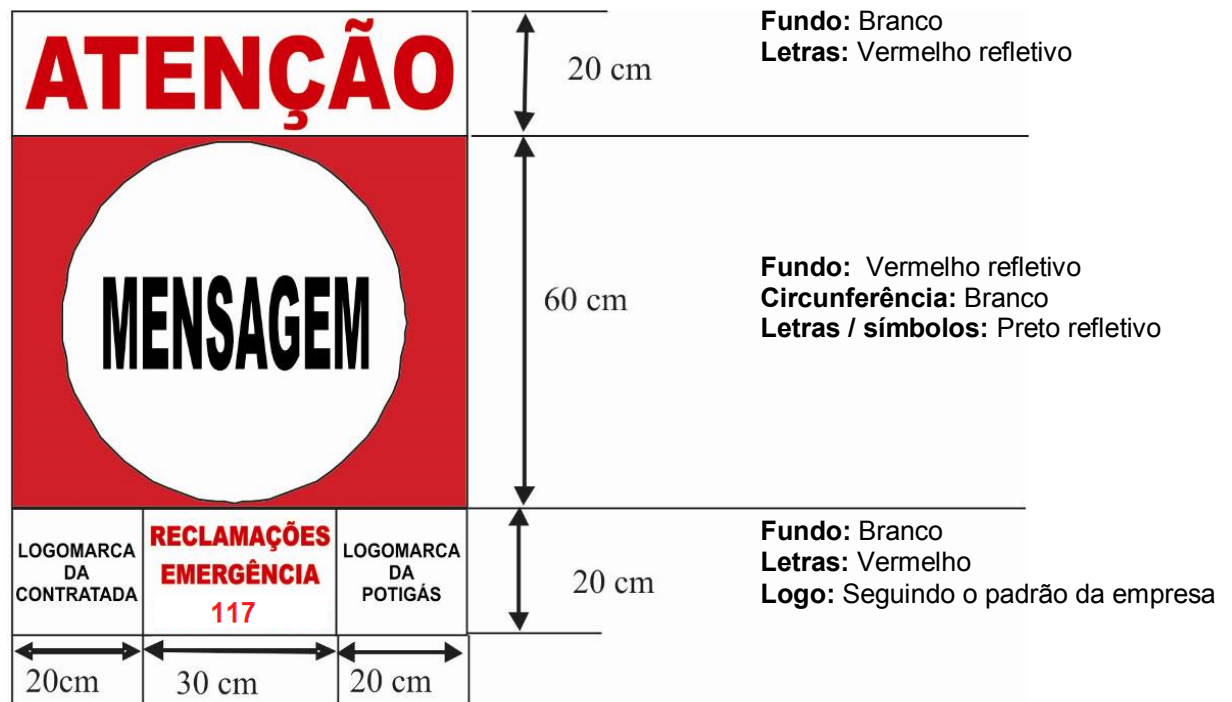 ATENÇÃO
20 cm
Fundo: Branco
Letras: Vermelho refletivo
MENSAGEM
60 cm
Fundo: Vermelho refletivo
Circunferência: Branco
Letras / símbolos: Preto refletivo
LOGOMARCA
DA
CONTRATADA
RECLAMAÇÕES
EMERGÊNCIA
117
LOGOMARCA
DA
POTIGÁS
20 cm
Fundo: Branco
Letras: Vermelho
Logo: Seguindo o padrão da empresa
20cm
30 cm
20 cm